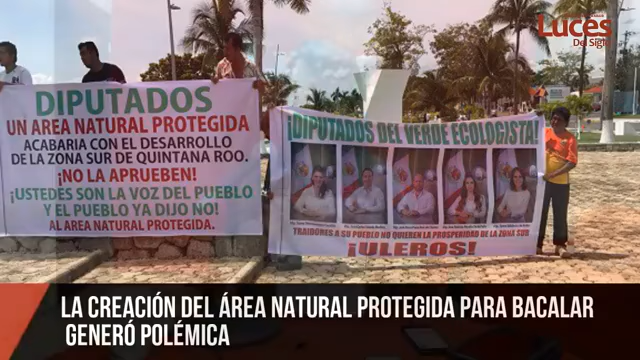 Luces
Del Siglo
DIPUTADOS
UN AREA NATURAL PROTEGIDA
ACABARIA CON EL DESARROLLO
DE LA ZONA SUR DE QUINTANA ROO.
¡NO LA APRUEBEN!
¡USTEDES SON LA VOZ DEL PUEBLO
Y EL PUEBLO YA DIJO NO!
AL AREA NATURAL PROTEGIDA.
¡DIPUTADOS DEL VERDE ECOLOGISTA!
TRAIDORES A SU PUEBLO NO QUIEREN LA PROSPERIDAD DE LA ZONA SUR
¡ULEROS!
LA CREACIÓN DEL ÁREA NATURAL PROTEGIDA PARA BACALAR
GENERÓ POLÉMICA